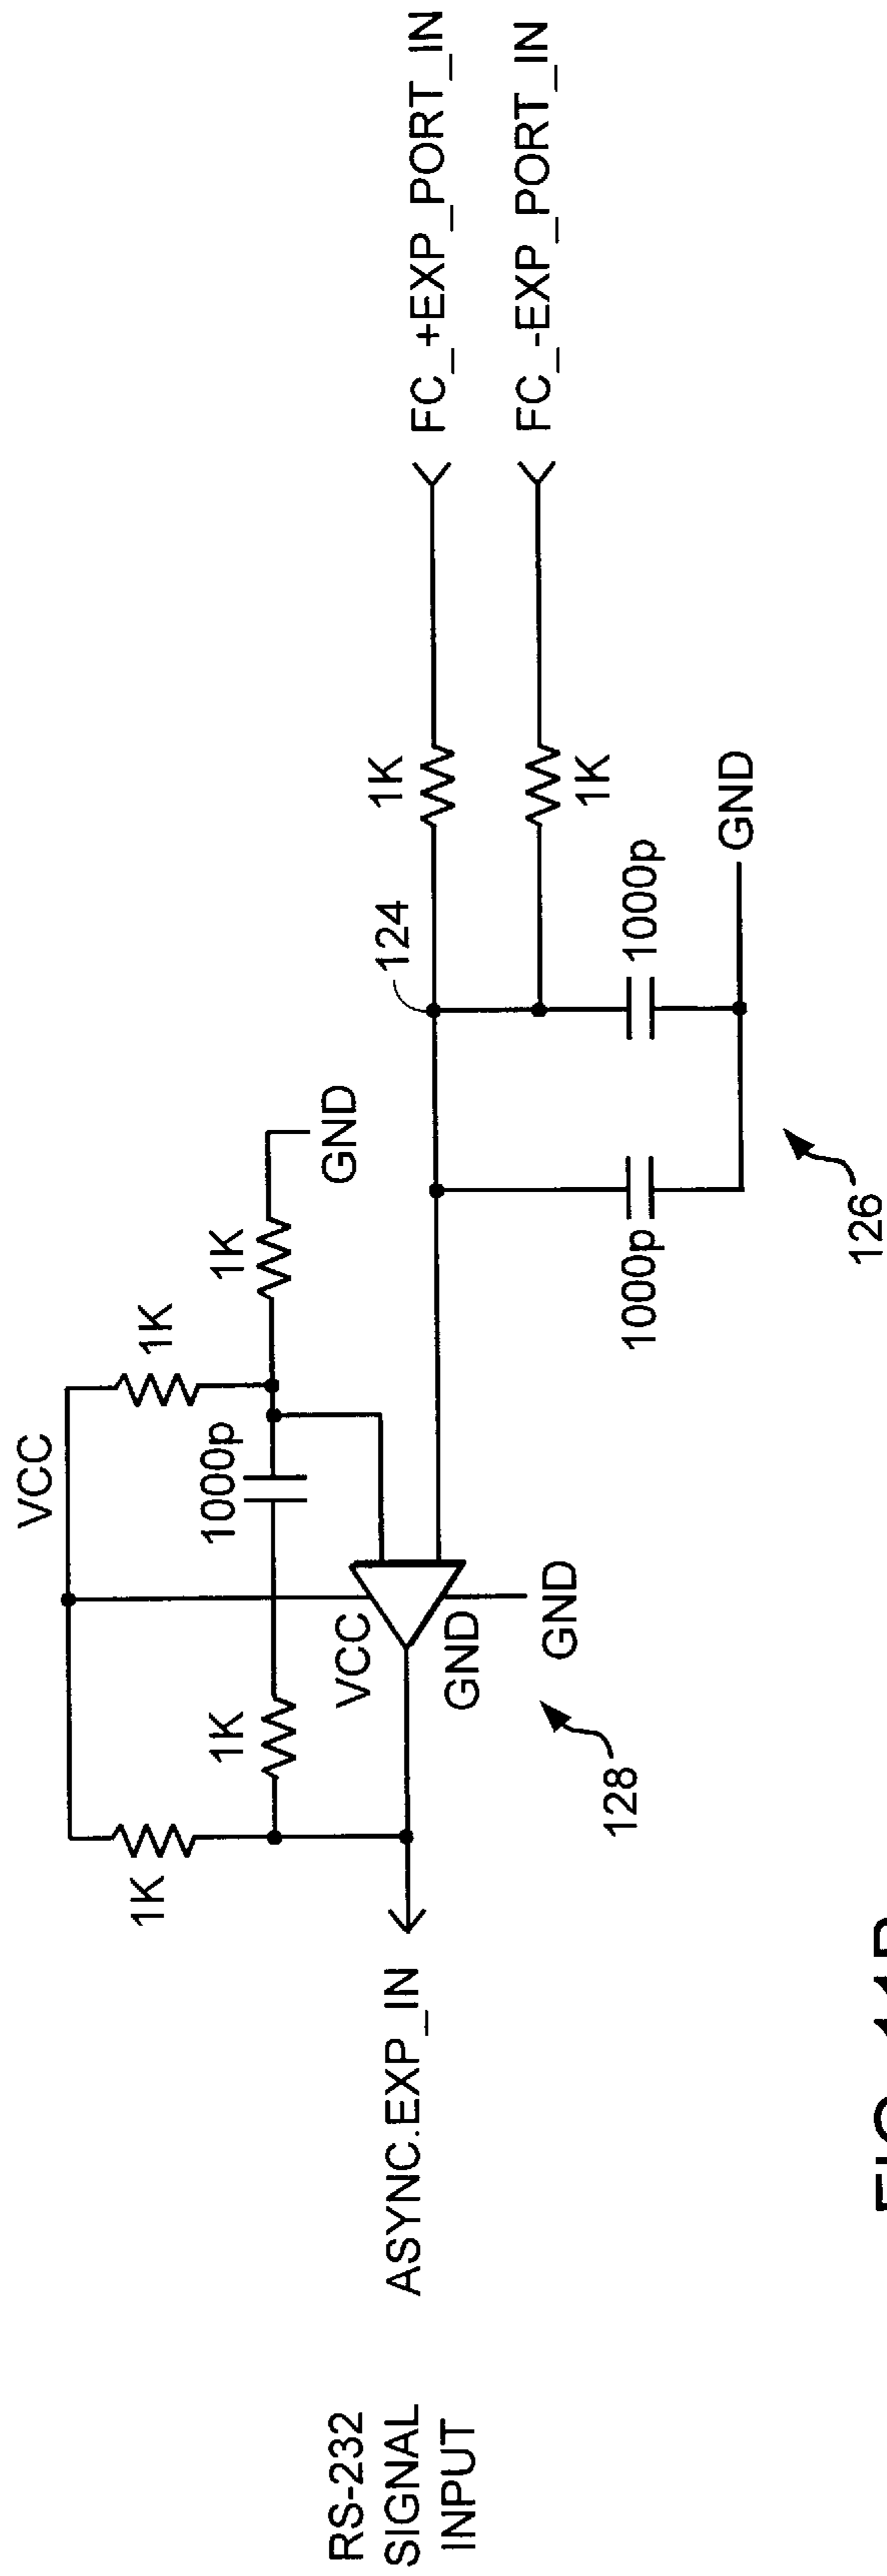 RS-232
SIGNAL
INPUT
ASYNC.EXP_IN
1K
VCC
1K
1000p
1K
1K
GND
VCC
GND
GND
128
124
1K
FC_+EXP_PORT_IN
1K
FC_-EXP_PORT_IN
1000p
1000p
GND
126